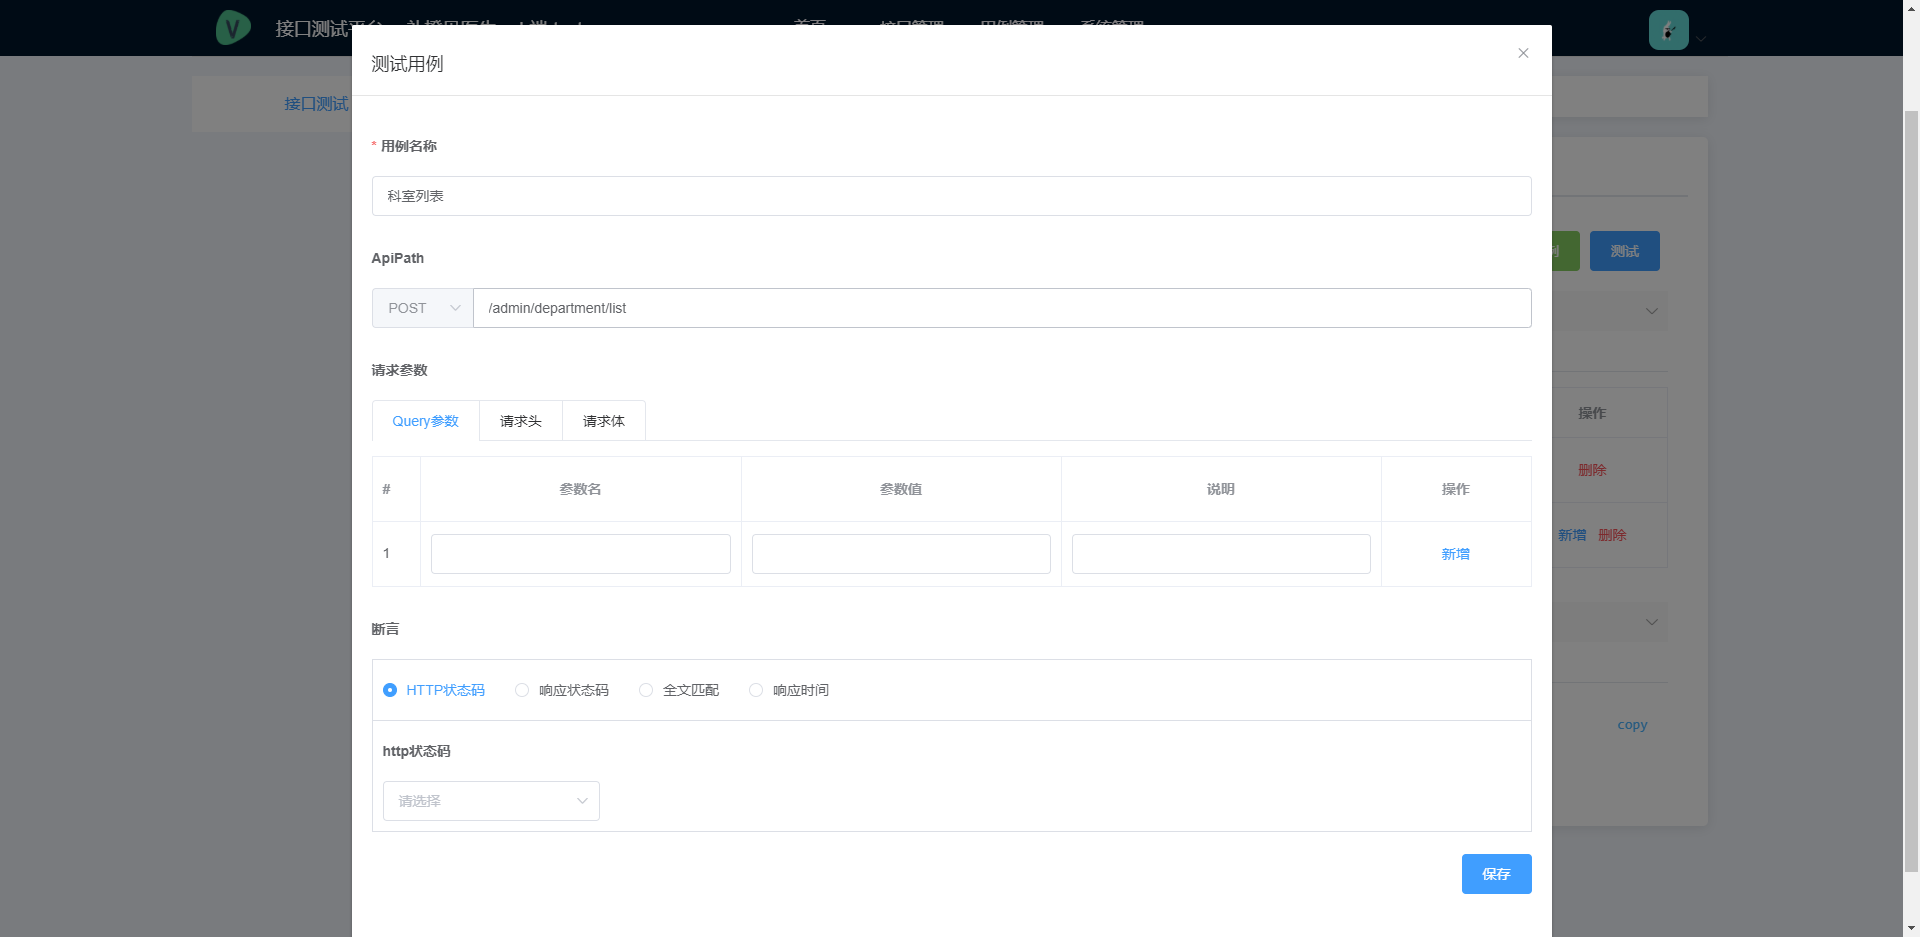 接口测试
测试用例
接口测试
* 用例名称
科室列表
例
测试
ApiPath
POST
/admin/department/list
请求参数
Query参数
请求头
请求体
操作
#
参数名
参数值
说明
操作
删除
1
新增
新增
删除
断言
HTTP状态码
响应状态码
全文匹配
响应时间
copy
http状态码
请选择
保存